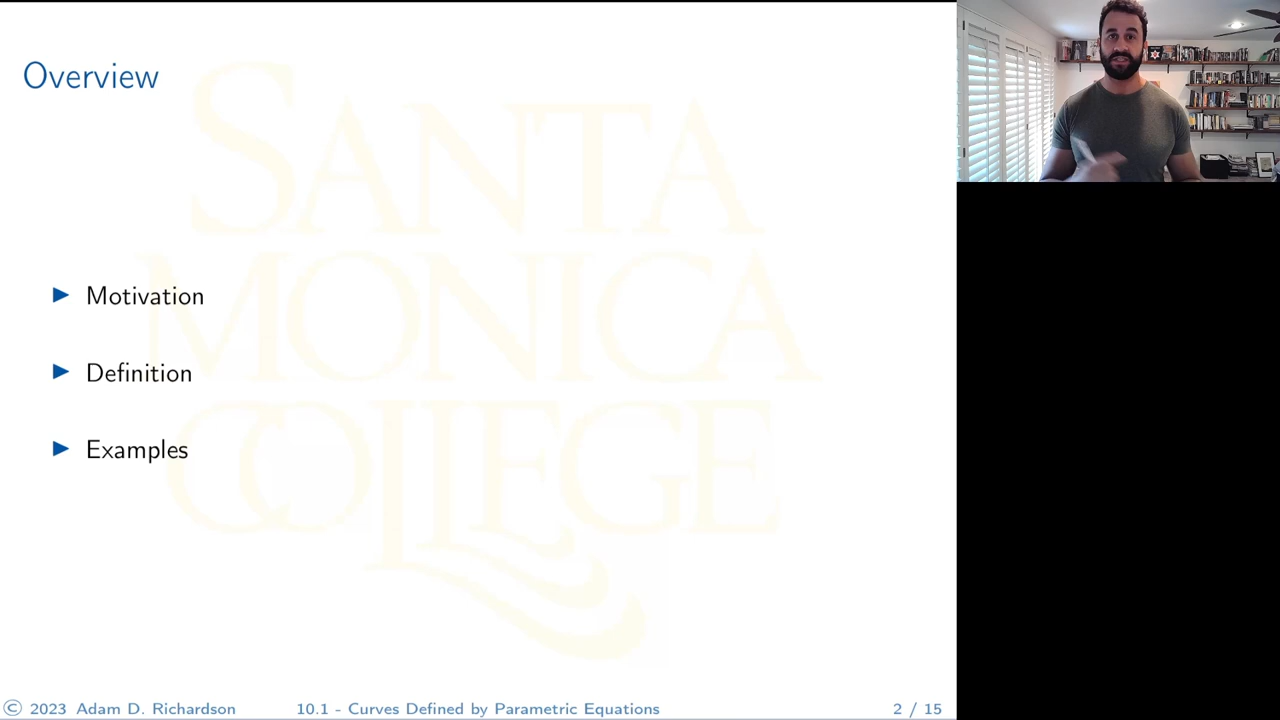 Overview
SANTA
MONICA
COLLEGE
▶ Motivation
▶ Definition
▶ Examples
© 2023 Adam D. Richardson 10.1 - Curves Defined by Parametric Equations 2 / 15